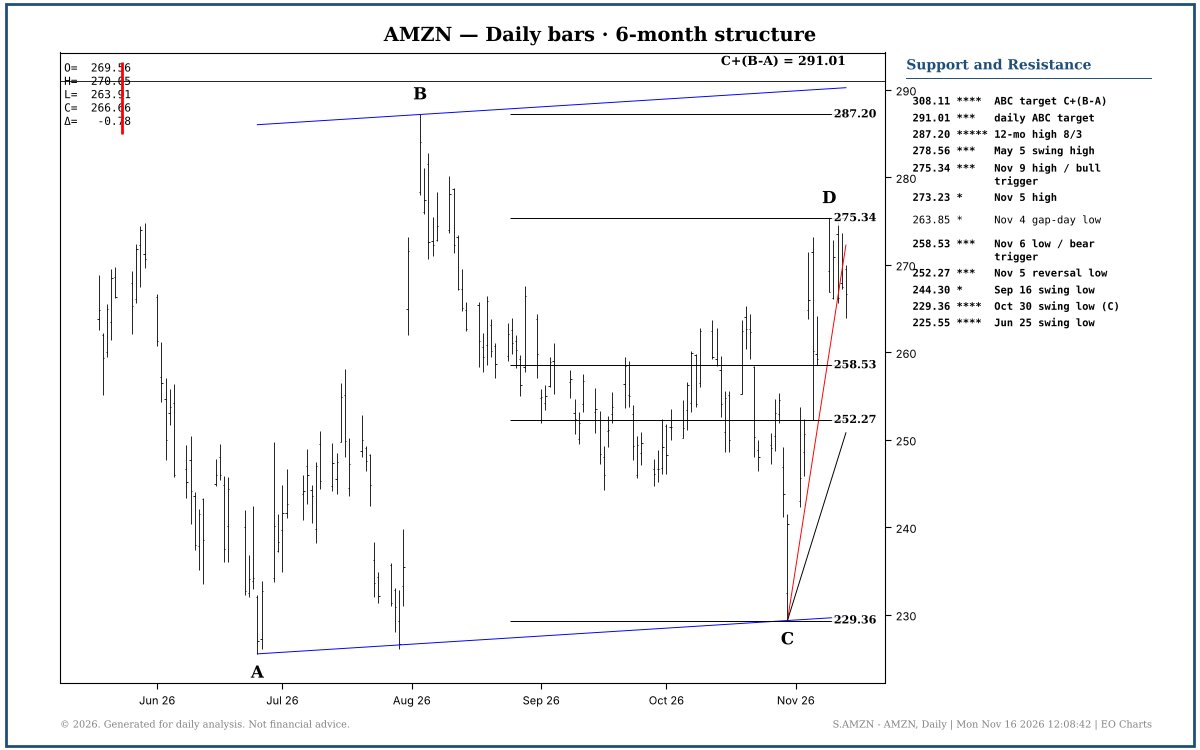 AMZN — Daily bars · 6-month structure
O= 269.56
H= 270.05
L= 263.91
C= 266.66
Δ= -0.78
C+(B-A) = 291.01
B
287.20
D
275.34
258.53
252.27
229.36
C
A
290
280
270
260
250
240
230
Jun 26
Jul 26
Aug 26
Sep 26
Oct 26
Nov 26
Support and Resistance
308.11 **** ABC target C+(B-A)
291.01 *** daily ABC target
287.20 ***** 12-mo high 8/3
278.56 *** May 5 swing high
275.34 *** Nov 9 high / bull
trigger
273.23 * Nov 5 high
263.85 * Nov 4 gap-day low
258.53 *** Nov 6 low / bear
trigger
252.27 *** Nov 5 reversal low
244.30 * Sep 16 swing low
229.36 **** Oct 30 swing low (C)
225.55 **** Jun 25 swing low
© 2026. Generated for daily analysis. Not financial advice.
S.AMZN - AMZN, Daily | Mon Nov 16 2026 12:08:42 | EO Charts